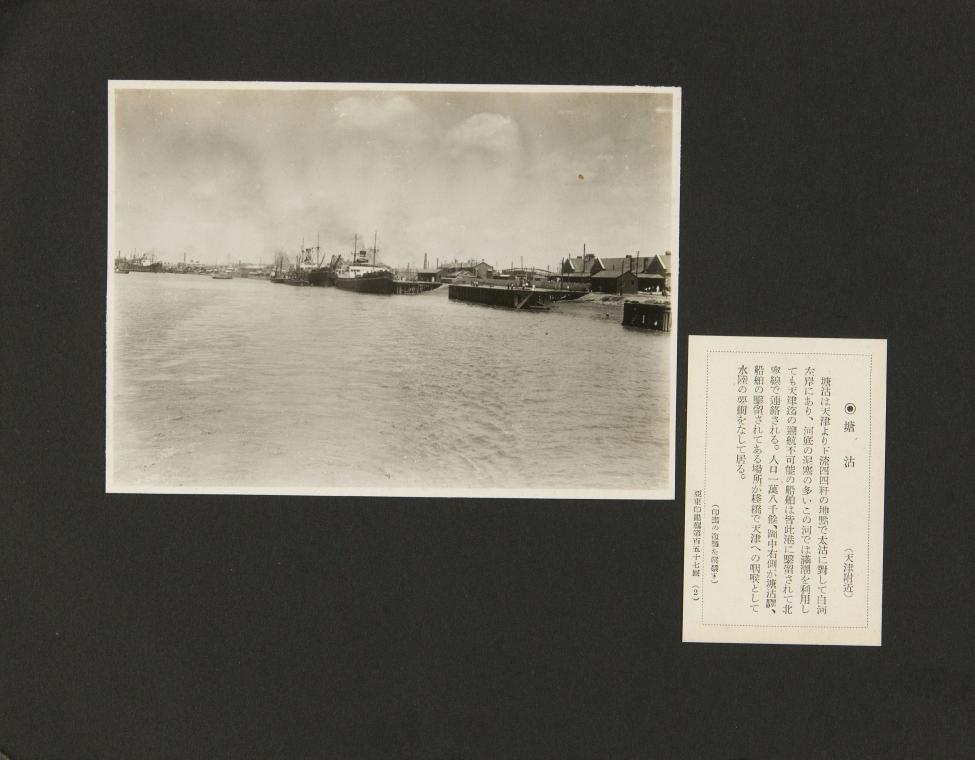 ◉塘沽 (天津附近)
塘沽は天津より下流四四粁の地點で太沽に對して白河
左岸にあり、河底の泥塞の多いこの河では滿潮を利用し
ても天津迄の遡航不可能の船舶は皆此港に繫留されて北
寧線で連絡される。人口一萬八千餘、圖中右側が塘沽驛、
船舶の繫留されてある場所が棧橋で天津への咽喉として
水陸の要衝をなして居る。
(印畫の複製を嚴禁す)
亞東印畫輯第百五十七回 (2)